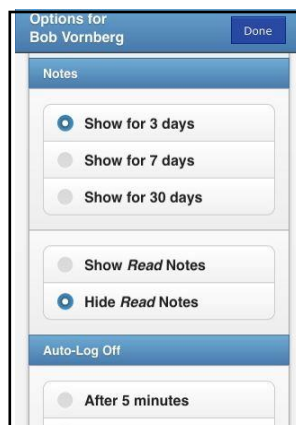 Options for
Bob Vornberg
Done
Notes
Show for 3 days
Show for 7 days
Show for 30 days
Show Read Notes
Hide Read Notes
Auto-Log Off
After 5 minutes